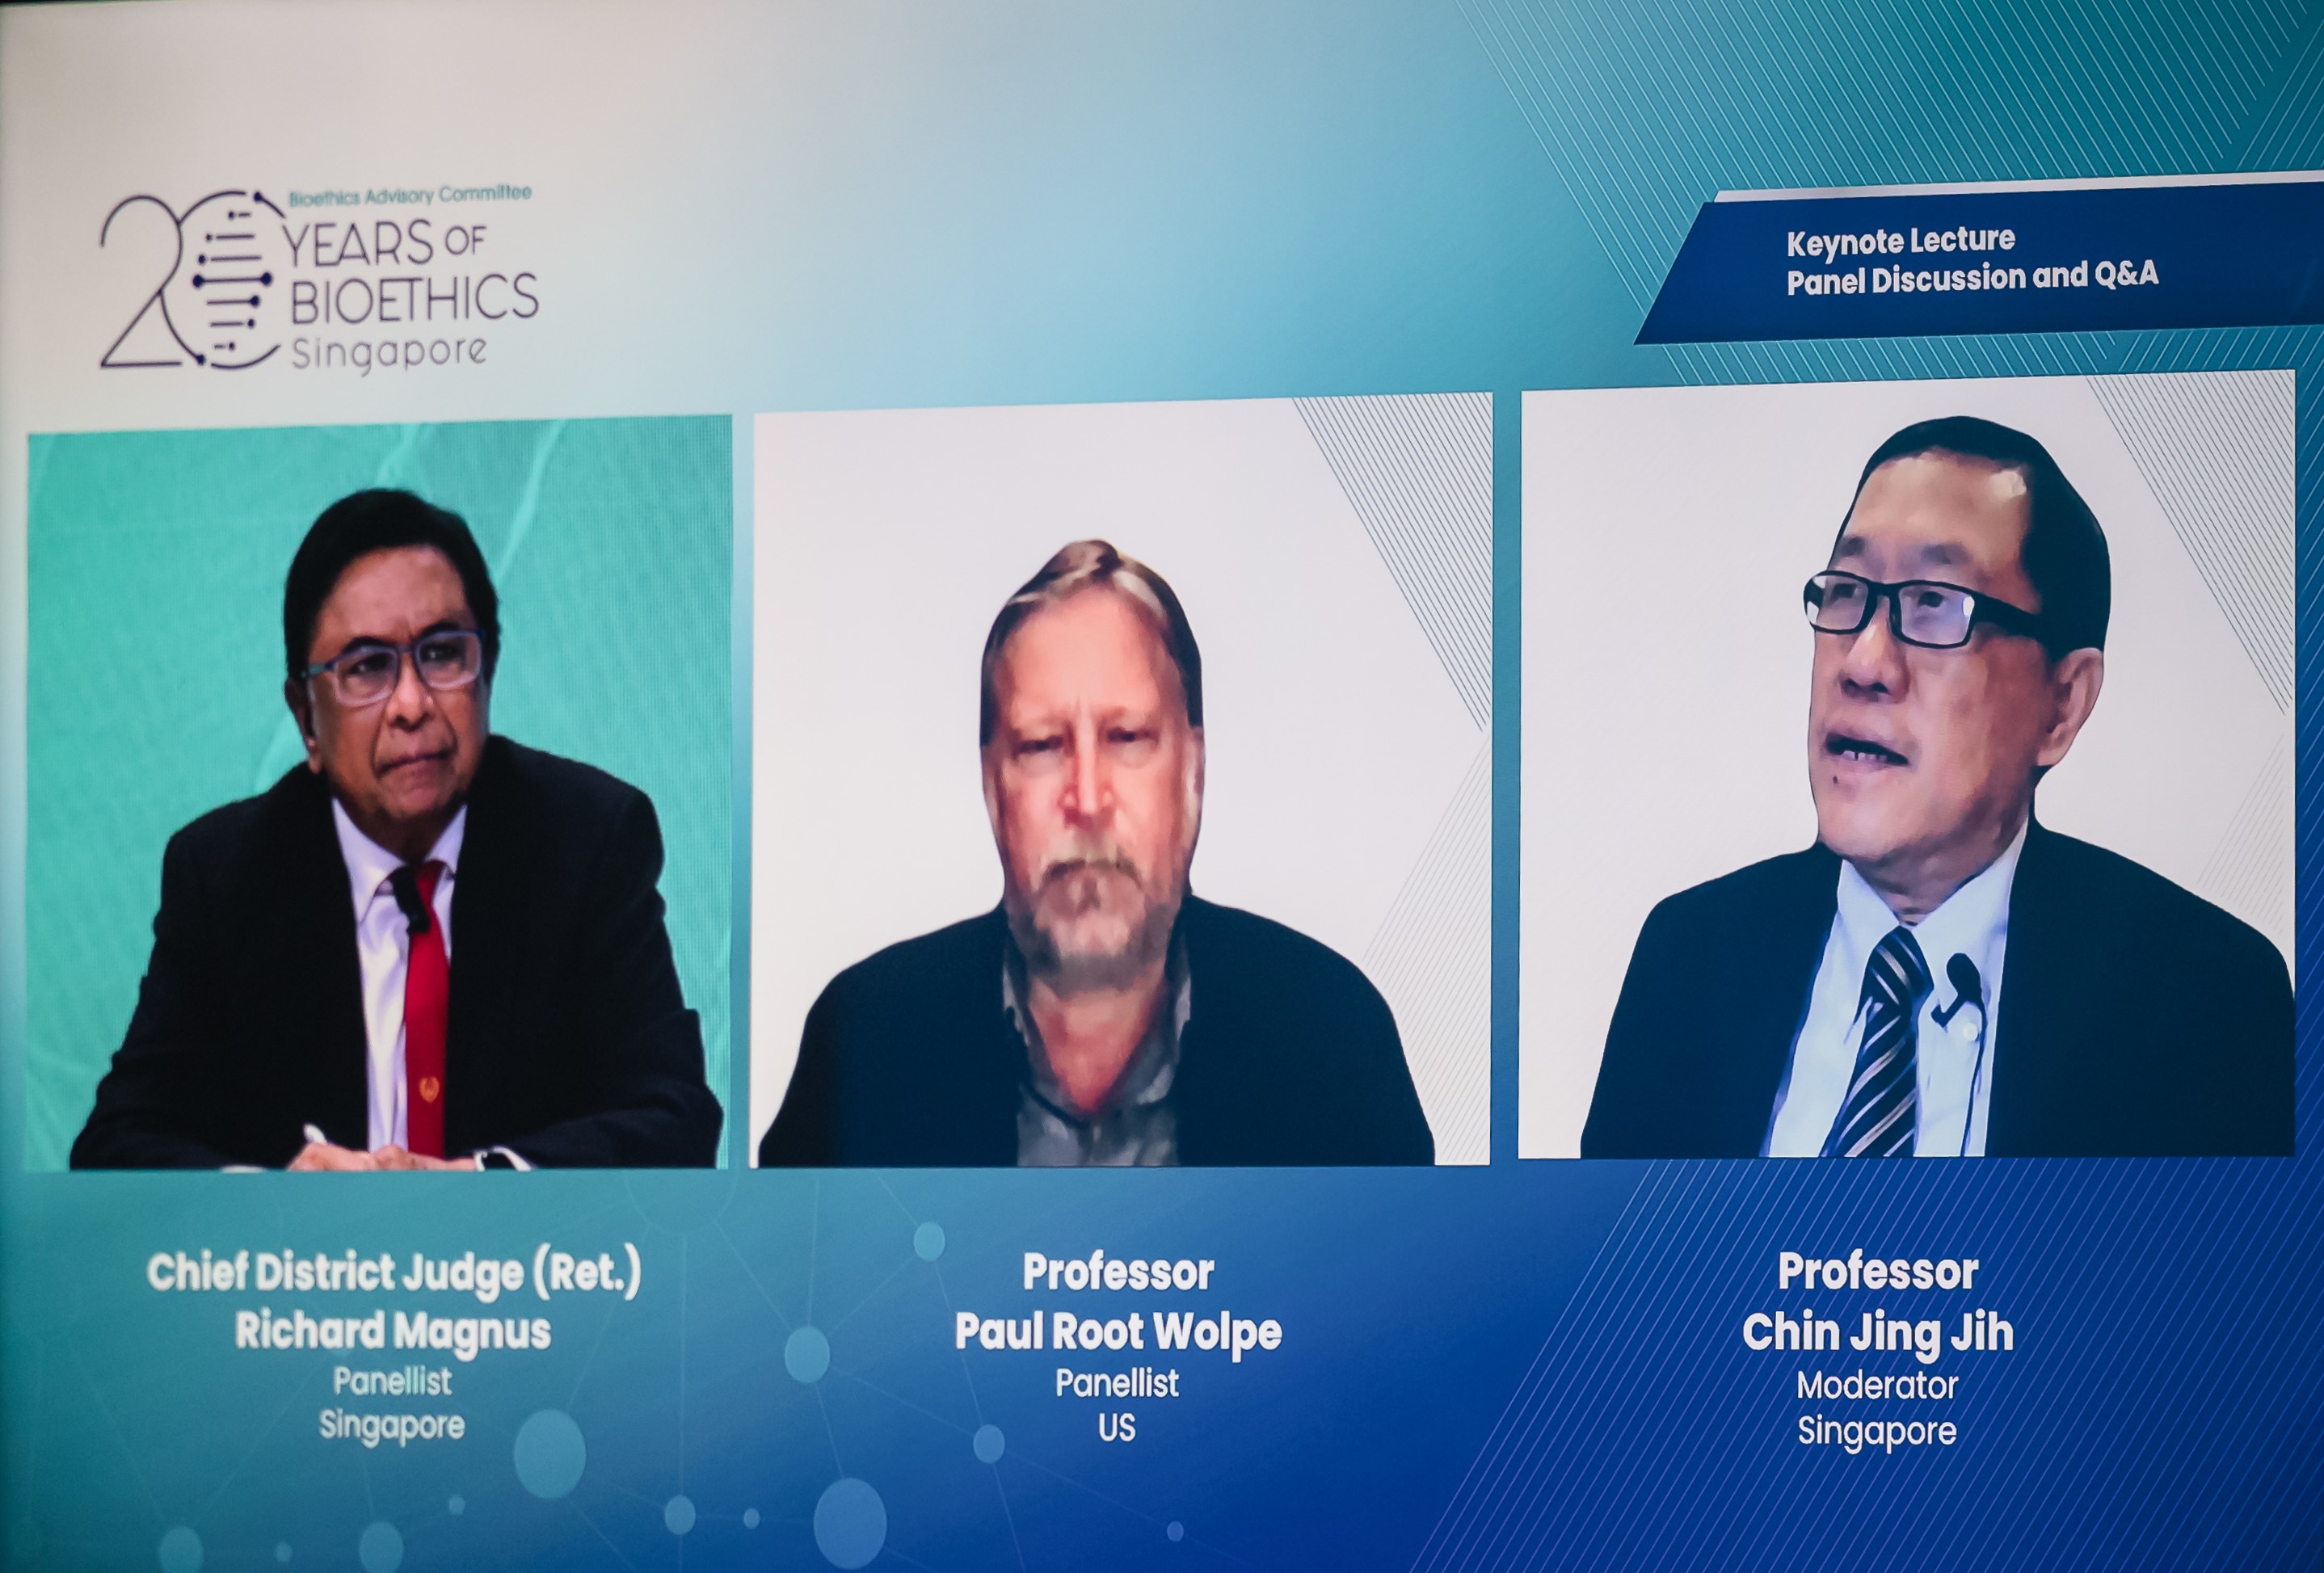 20
Bioethics Advisory Committee
YEARS OF
BIOETHICS
Singapore
Keynote Lecture
Panel Discussion and Q&A
Chief District Judge (Ret.)
Richard Magnus
Panellist
Singapore
Professor
Paul Root Wolpe
Panellist
US
Professor
Chin Jing Jih
Moderator
Singapore